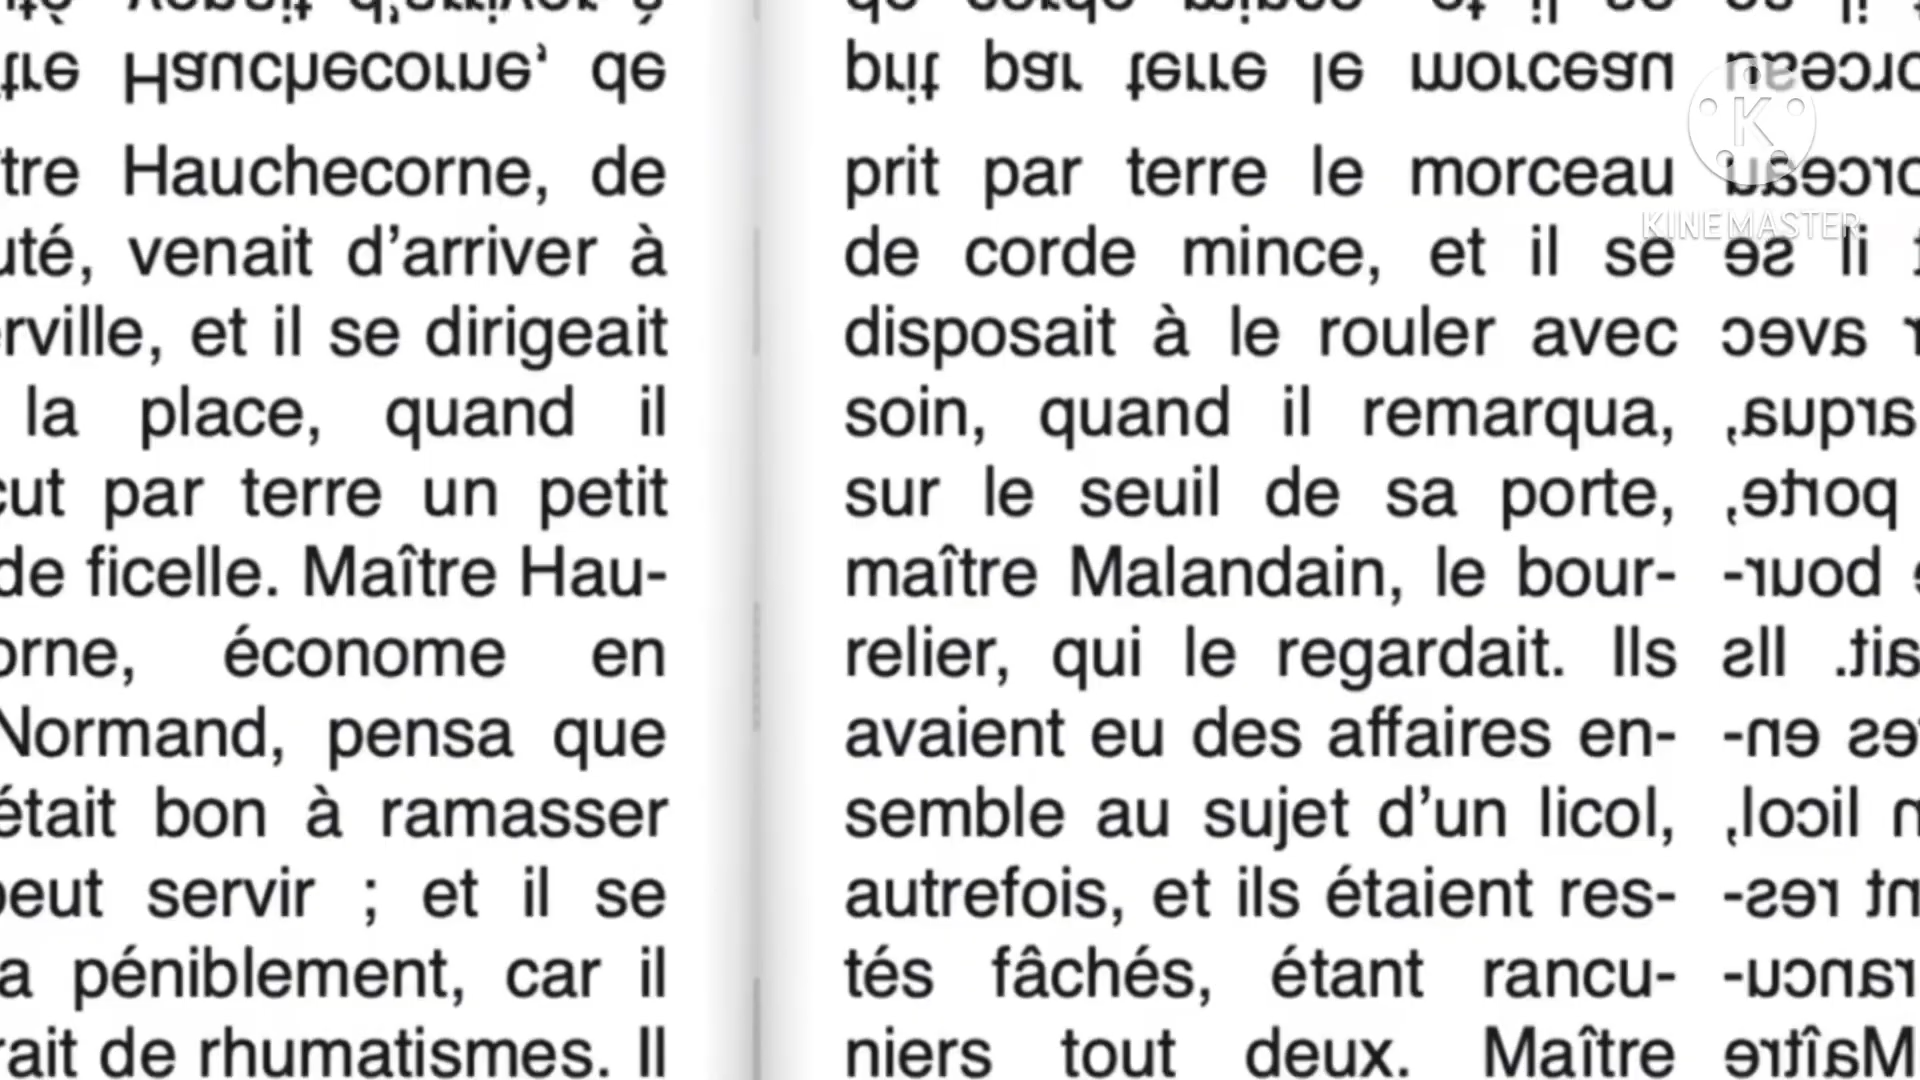 tre Hauchecorne, de
uté, venait d'arriver à
rville, et il se dirigeait
la place, quand il
cut par terre un petit
de ficelle. Maître Hau-
orne, économe en
Normand, pensa que
était bon à ramasser
peut servir ; et il se
a péniblement, car il
rait de rhumatismes. Il
prit par terre le morceau
de corde mince, et il se
disposait à le rouler avec
soin, quand il remarqua,
sur le seuil de sa porte,
maître Malandain, le bour-
relier, qui le regardait. Ils
avaient eu des affaires en-
semble au sujet d'un licol,
autrefois, et ils étaient res-
tés fâchés, étant rancu-
niers tout deux. Maître
K
KINEMASTER